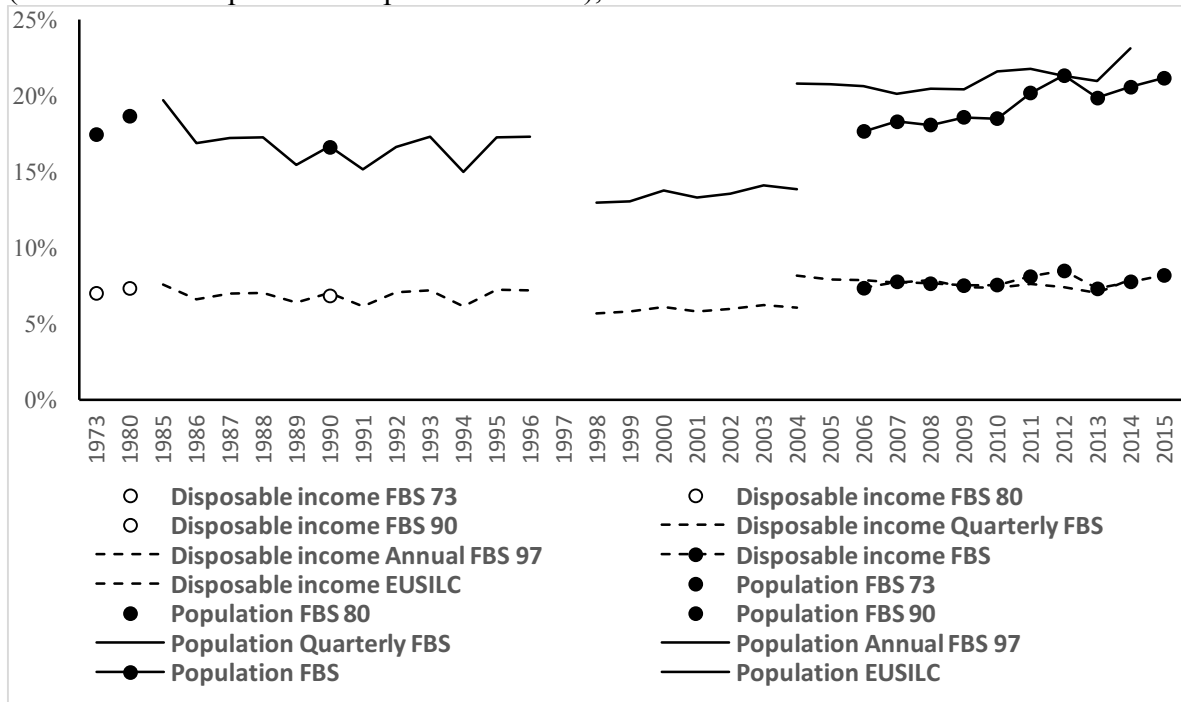 25%
20%
15%
10%
5%
0%
1973 1980 1985 1986 1987 1988 1989 1990 1991 1992 1993 1994 1995 1996 1997 1998 1999 2000 2001 2002 2003 2004 2005 2006 2007 2008 2009 2010 2011 2012 2013 2014 2015
Disposable income FBS 73 Disposable income FBS 80
Disposable income FBS 90 Disposable income Quarterly FBS
Disposable income Annual FBS 97 Disposable income FBS
Disposable income EUSILC Population FBS 73
Population FBS 80 Population FBS 90
Population Quarterly FBS Population Annual FBS 97
Population FBS Population EUSILC